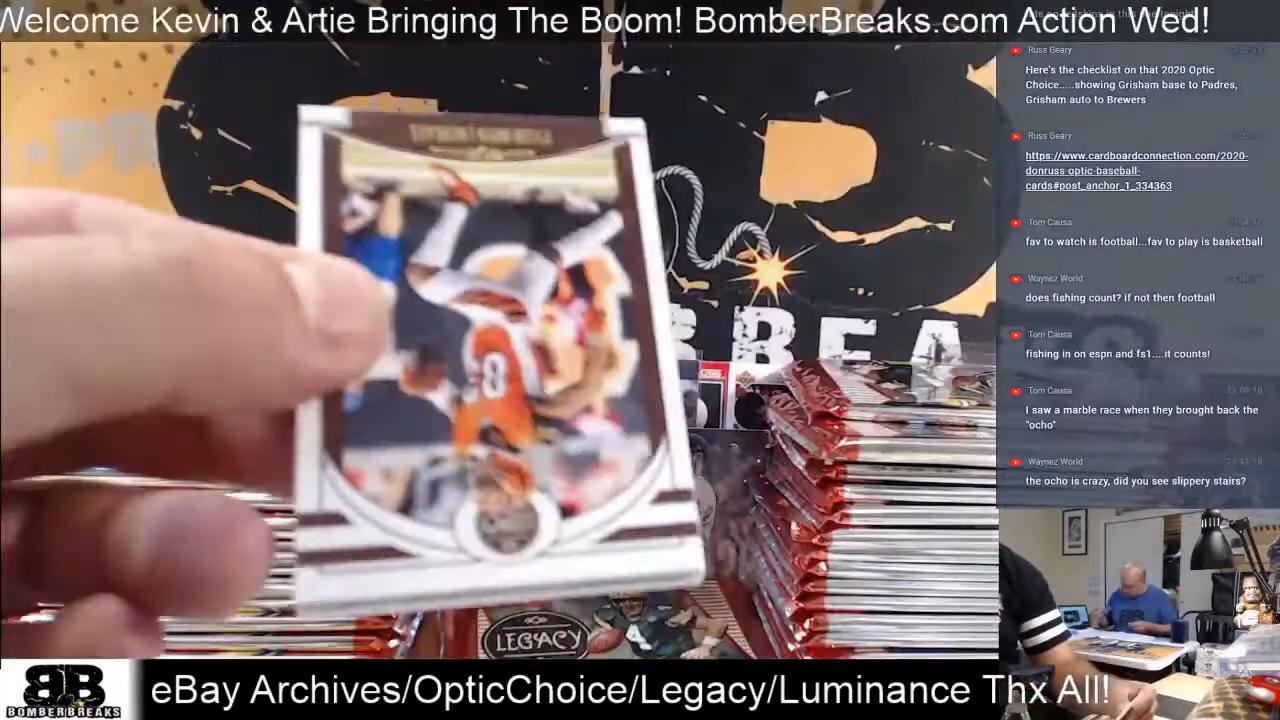 Welcome Kevin & Artie Bringing The Boom! BomberBreaks.com Action Wed!
Russ Geary
Here's the checklist on that 2020 Optic
Choice.....showing Grisham base to Padres,
Grisham auto to Brewers
Russ Geary
https://www.cardboardconnection.com/2020-
donruss-optic-baseball-
cards#post_anchor_1_334363
Tom Causa
fav to watch is football...fav to play is basketball
Waynez World
does fishing count? if not then football
Tom Causa
fishing in on espn and fs1....it counts!
Tom Causa
I saw a marble race when they brought back the
"ocho"
Waynez World
the ocho is crazy, did you see slippery stairs?
BREA
LEGACY
BB
BOMBERBREAKS
eBay Archives/OpticChoice/Legacy/Luminance Thx All!